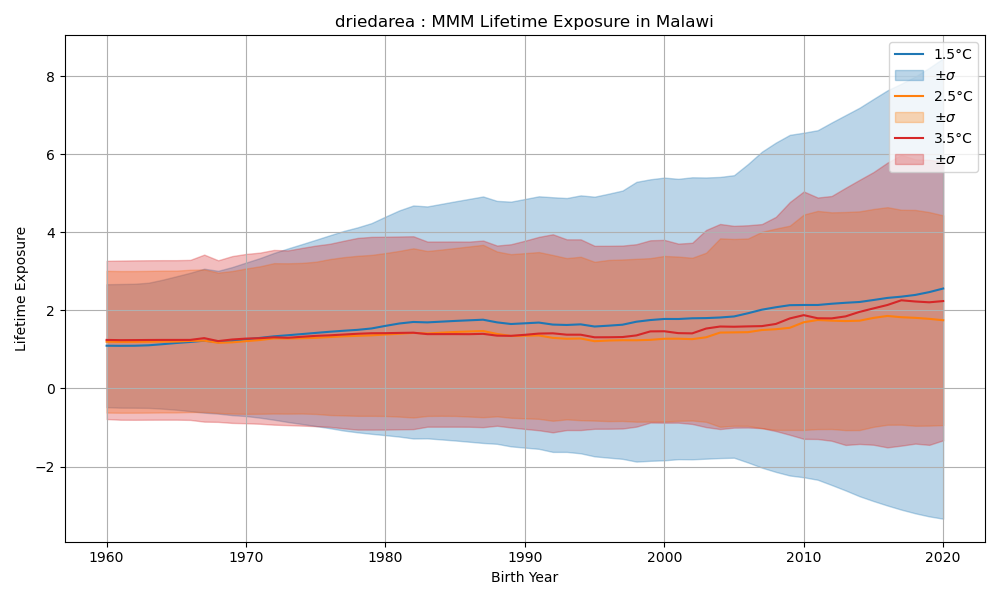 driedarea : MMM Lifetime Exposure in Malawi
1.5°C
±σ
2.5°C
±σ
3.5°C
±σ
Lifetime Exposure
8
6
4
2
0
−2
1960 1970 1980 1990 2000 2010 2020
Birth Year